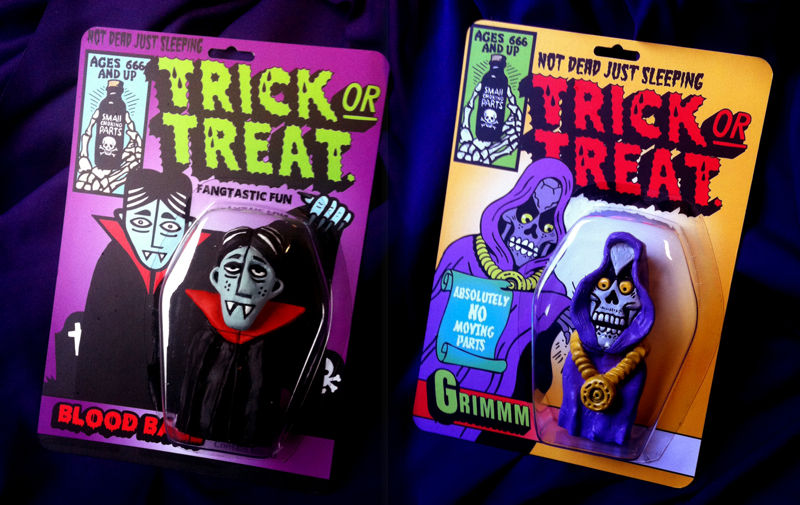 NOT DEAD JUST SLEEPING
AGES 666
AND UP
SMALL
CHOKING
PARTS
TRICK OR
TREAT.
FANGTASTIC FUN
BLOOD
NOT DEAD JUST SLEEPING
AGES 666
AND UP
SMALL
CHOKING
PARTS
TRICK OR
TREAT.
ABSOLUTELY
NO
MOVING
PARTS
GRIMMM